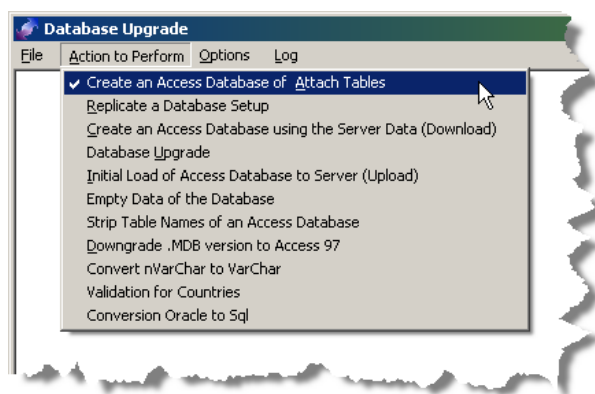 Database Upgrade
File Action to Perform Options Log
✓ Create an Access Database of Attach Tables
Replicate a Database Setup
Create an Access Database using the Server Data (Download)
Database Upgrade
Initial Load of Access Database to Server (Upload)
Empty Data of the Database
Strip Table Names of an Access Database
Downgrade .MDB version to Access 97
Convert nVarChar to VarChar
Validation for Countries
Conversion Oracle to Sql